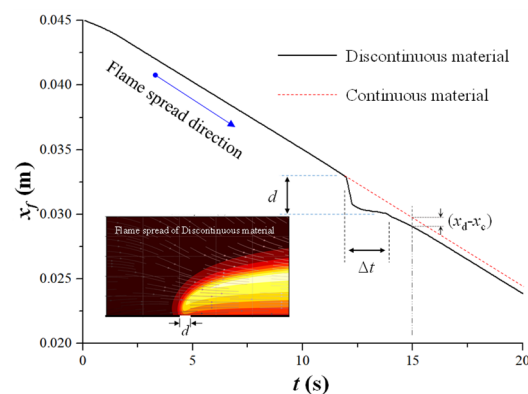 0.045
0.040
0.035
0.030
0.025
0.020
x_f (m)
Discontinuous material
Continuous material
Flame spread direction
d
(x_d-x_c)
Δt
Flame spread of Discontinuous material
d
0
5
10
15
20
t (s)